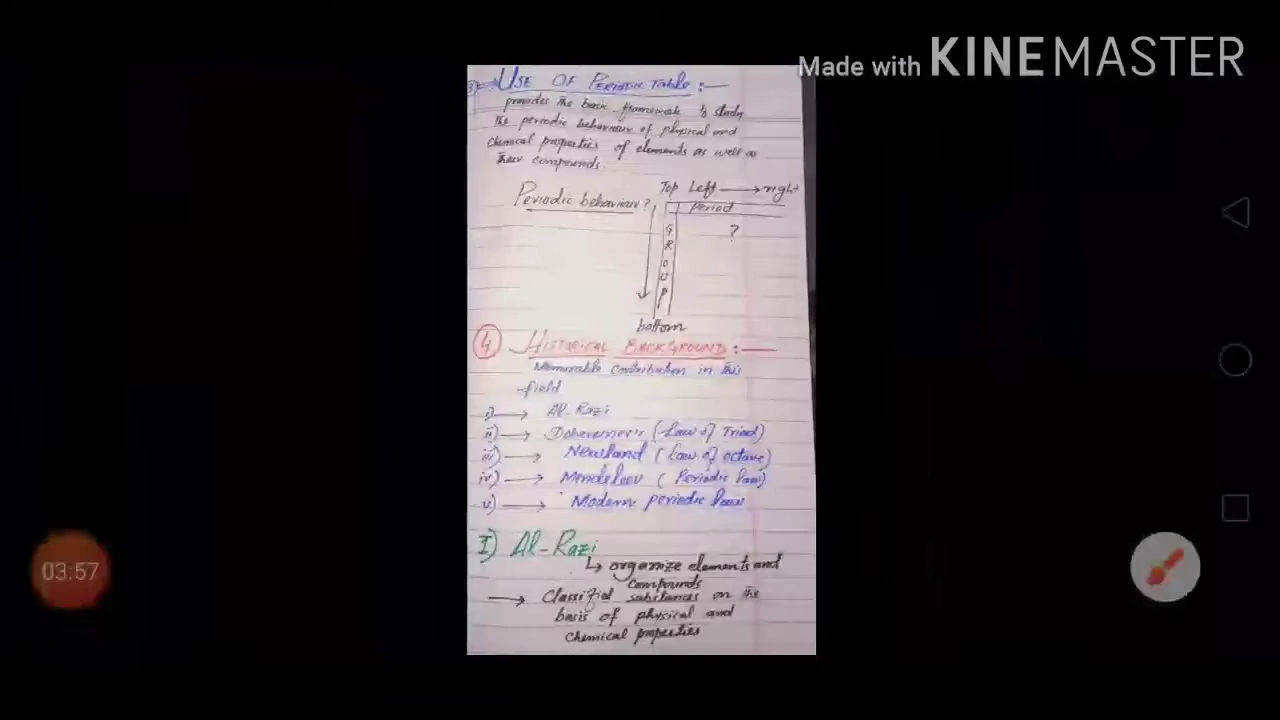 Made with KINEMASTER
3) USE OF PERIODIC TABLE :—
provides the basic framework to study
the periodic behaviour of physical and
chemical properties of elements as well as
their compounds.
Top Left → right
Periodic behaviour?
Period
GROUP
?
bottom
4 HISTORICAL BACKGROUND :—
Memorable contribution in this
field
i) → Al-Razi
ii) → Dobereiner's (Law of Triad)
iii) → Newland (Law of octave)
iv) → Mendeleev (Periodic law)
v) → Modern periodic law
I) Al-Razi
↳ organize elements and
compounds
→ Classified substances on the
basis of physical and
chemical properties
03:57